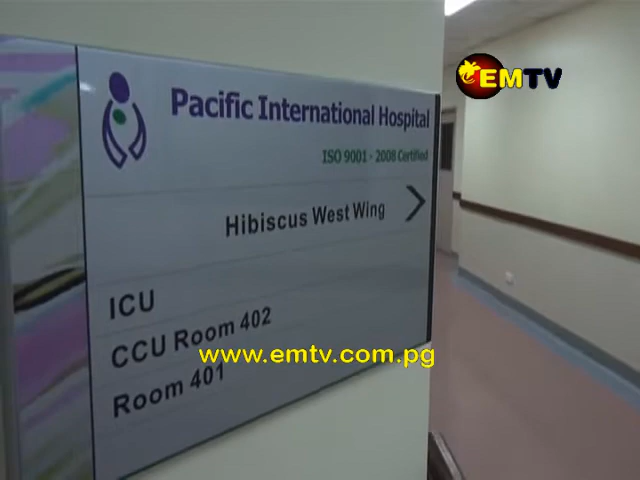 EMTV
Pacific International Hospital
ISO 9001 - 2008 Certified
Hibiscus West Wing
ICU
CCU Room 402
www.emtv.com.pg
Room 401